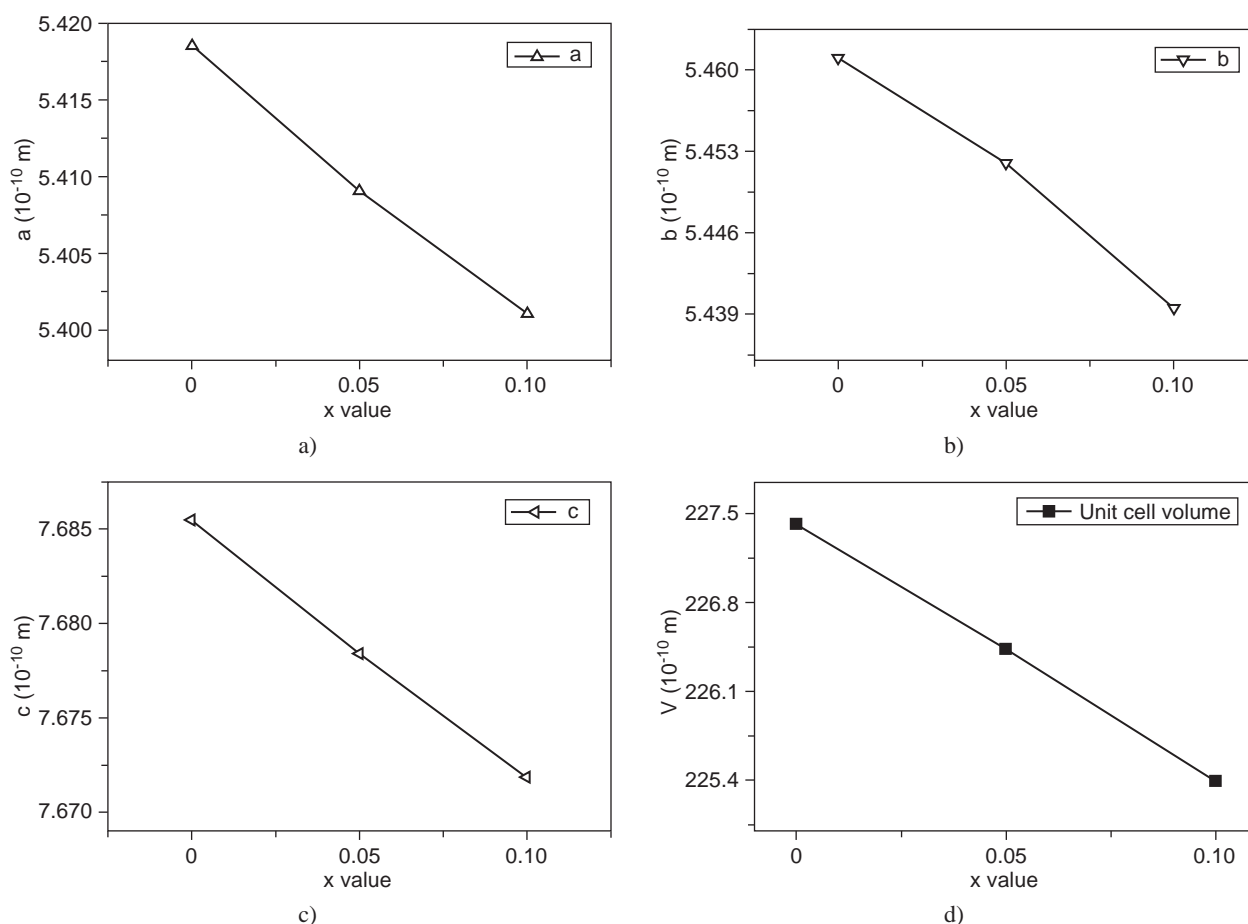 5.420
5.415
5.410
5.405
5.400
a (10⁻¹⁰ m)
a
0 0.05 0.10
x value
a)
5.460
5.453
5.446
5.439
b (10⁻¹⁰ m)
b
0 0.05 0.10
x value
b)
7.685
7.680
7.675
7.670
c (10⁻¹⁰ m)
c
0 0.05 0.10
x value
c)
227.5
226.8
226.1
225.4
V (10⁻¹⁰ m)
Unit cell volume
0 0.05 0.10
x value
d)